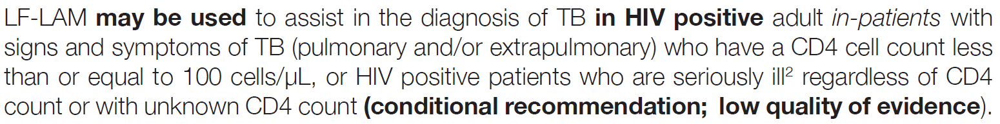 LF-LAM may be used to assist in the diagnosis of TB in HIV positive adult in-patients with
signs and symptoms of TB (pulmonary and/or extrapulmonary) who have a CD4 cell count less
than or equal to 100 cells/µL, or HIV positive patients who are seriously ill² regardless of CD4
count or with unknown CD4 count (conditional recommendation; low quality of evidence).